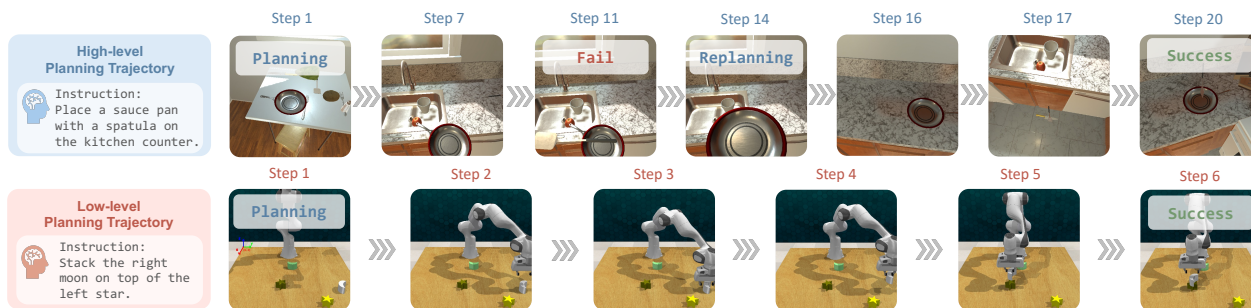 Step 1
Step 7
Step 11
Step 14
Step 16
Step 17
Step 20
High-level
Planning Trajectory
Instruction:
Place a sauce pan
with a spatula on
the kitchen counter.
Planning
Fail
Replanning
Success
Step 1
Step 2
Step 3
Step 4
Step 5
Step 6
Low-level
Planning Trajectory
Instruction:
Stack the right
moon on top of the
left star.
Planning
Success